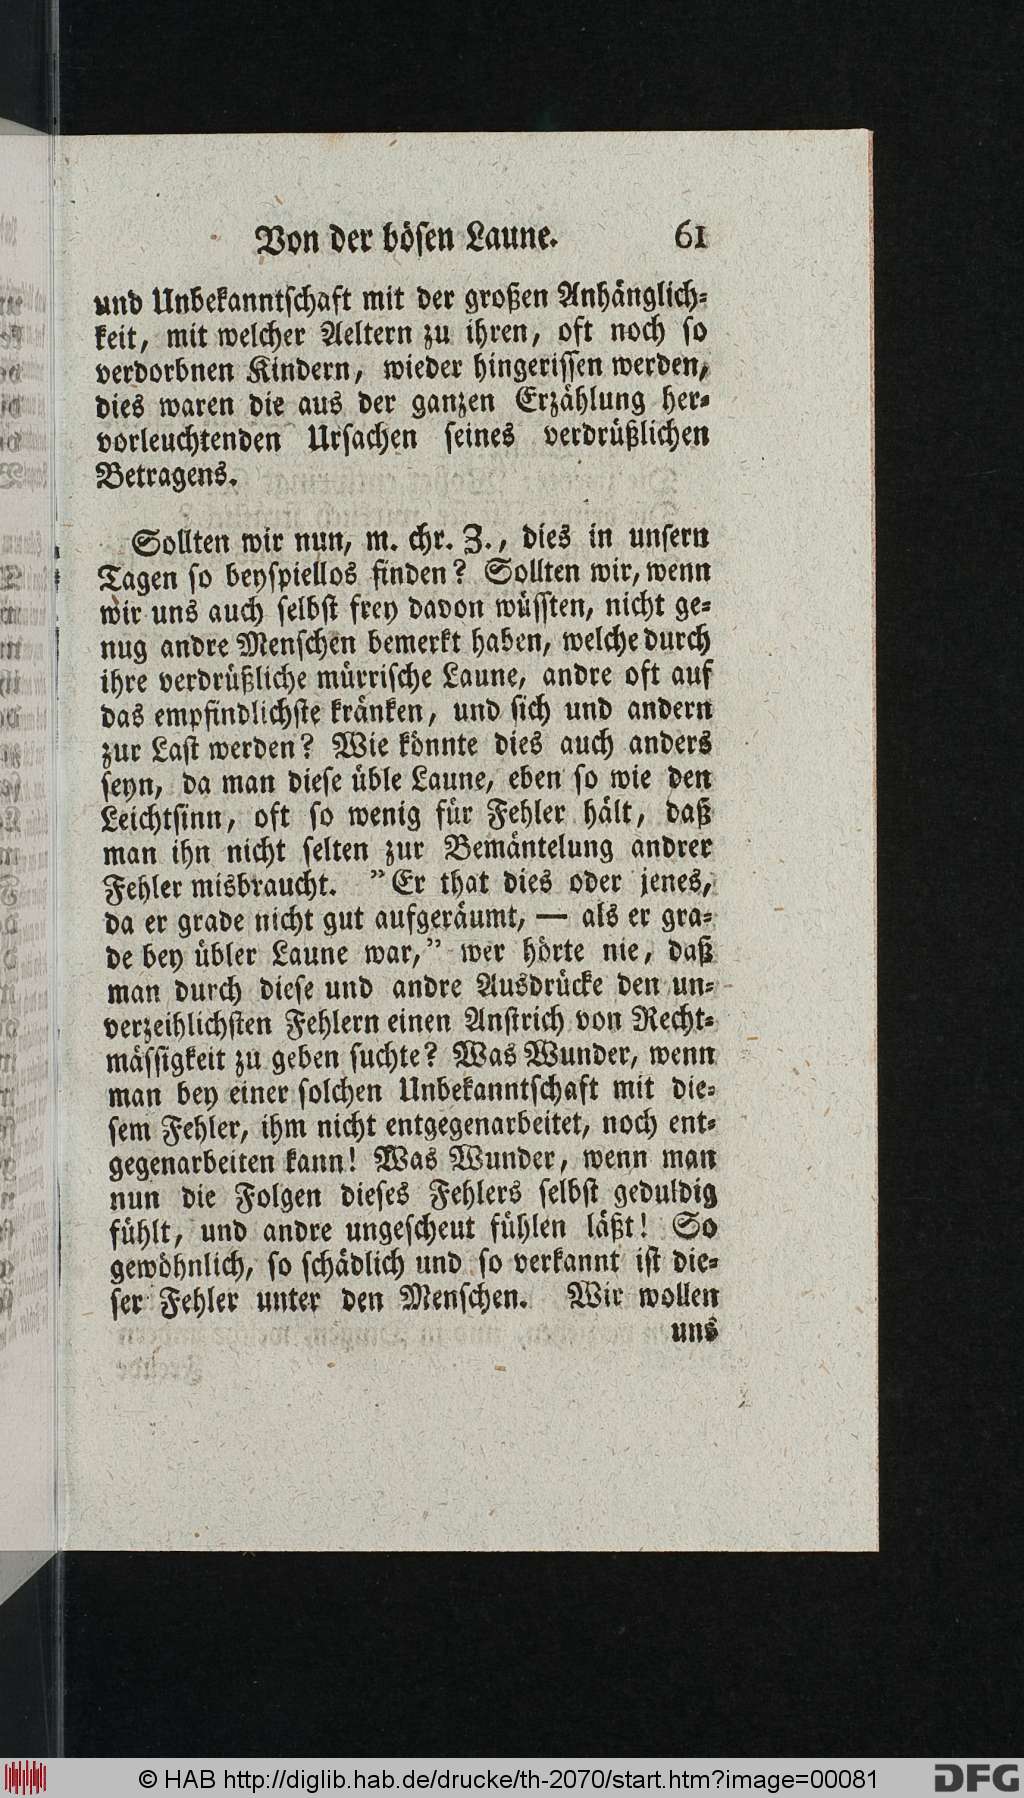 Von der bösen Laune. 61
und Unbekanntschaft mit der großen Anhänglich-
keit, mit welcher Aeltern zu ihren, oft noch so
verdorbnen Kindern, wieder hingerissen werden,
dies waren die aus der ganzen Erzählung her-
vorleuchtenden Ursachen seines verdrüßlichen
Betragens.
Sollten wir nun, m. chr. Z., dies in unsern
Tagen so beyspiellos finden? Sollten wir, wenn
wir uns auch selbst frey davon wüssten, nicht ge-
nug andre Menschen bemerkt haben, welche durch
ihre verdrüßliche mürrische Laune, andre oft auf
das empfindlichste kränken, und sich und andern
zur Last werden? Wie könnte dies auch anders
seyn, da man diese üble Laune, eben so wie den
Leichtsinn, oft so wenig für Fehler hält, daß
man ihn nicht selten zur Bemäntelung andrer
Fehler misbraucht. ”Er that dies oder jenes,
da er grade nicht gut aufgeräumt, — als er gra-
de bey übler Laune war,” wer hörte nie, daß
man durch diese und andre Ausdrücke den un-
verzeihlichsten Fehlern einen Anstrich von Recht-
mässigkeit zu geben suchte? Was Wunder, wenn
man bey einer solchen Unbekanntschaft mit die-
sem Fehler, ihm nicht entgegenarbeitet, noch ent-
gegenarbeiten kann! Was Wunder, wenn man
nun die Folgen dieses Fehlers selbst geduldig
fühlt, und andre ungescheut fühlen läßt! So
gewöhnlich, so schädlich und so verkannt ist die-
ser Fehler unter den Menschen. Wir wollen
uns
© HAB http://diglib.hab.de/drucke/th-2070/start.htm?image=00081
DFG